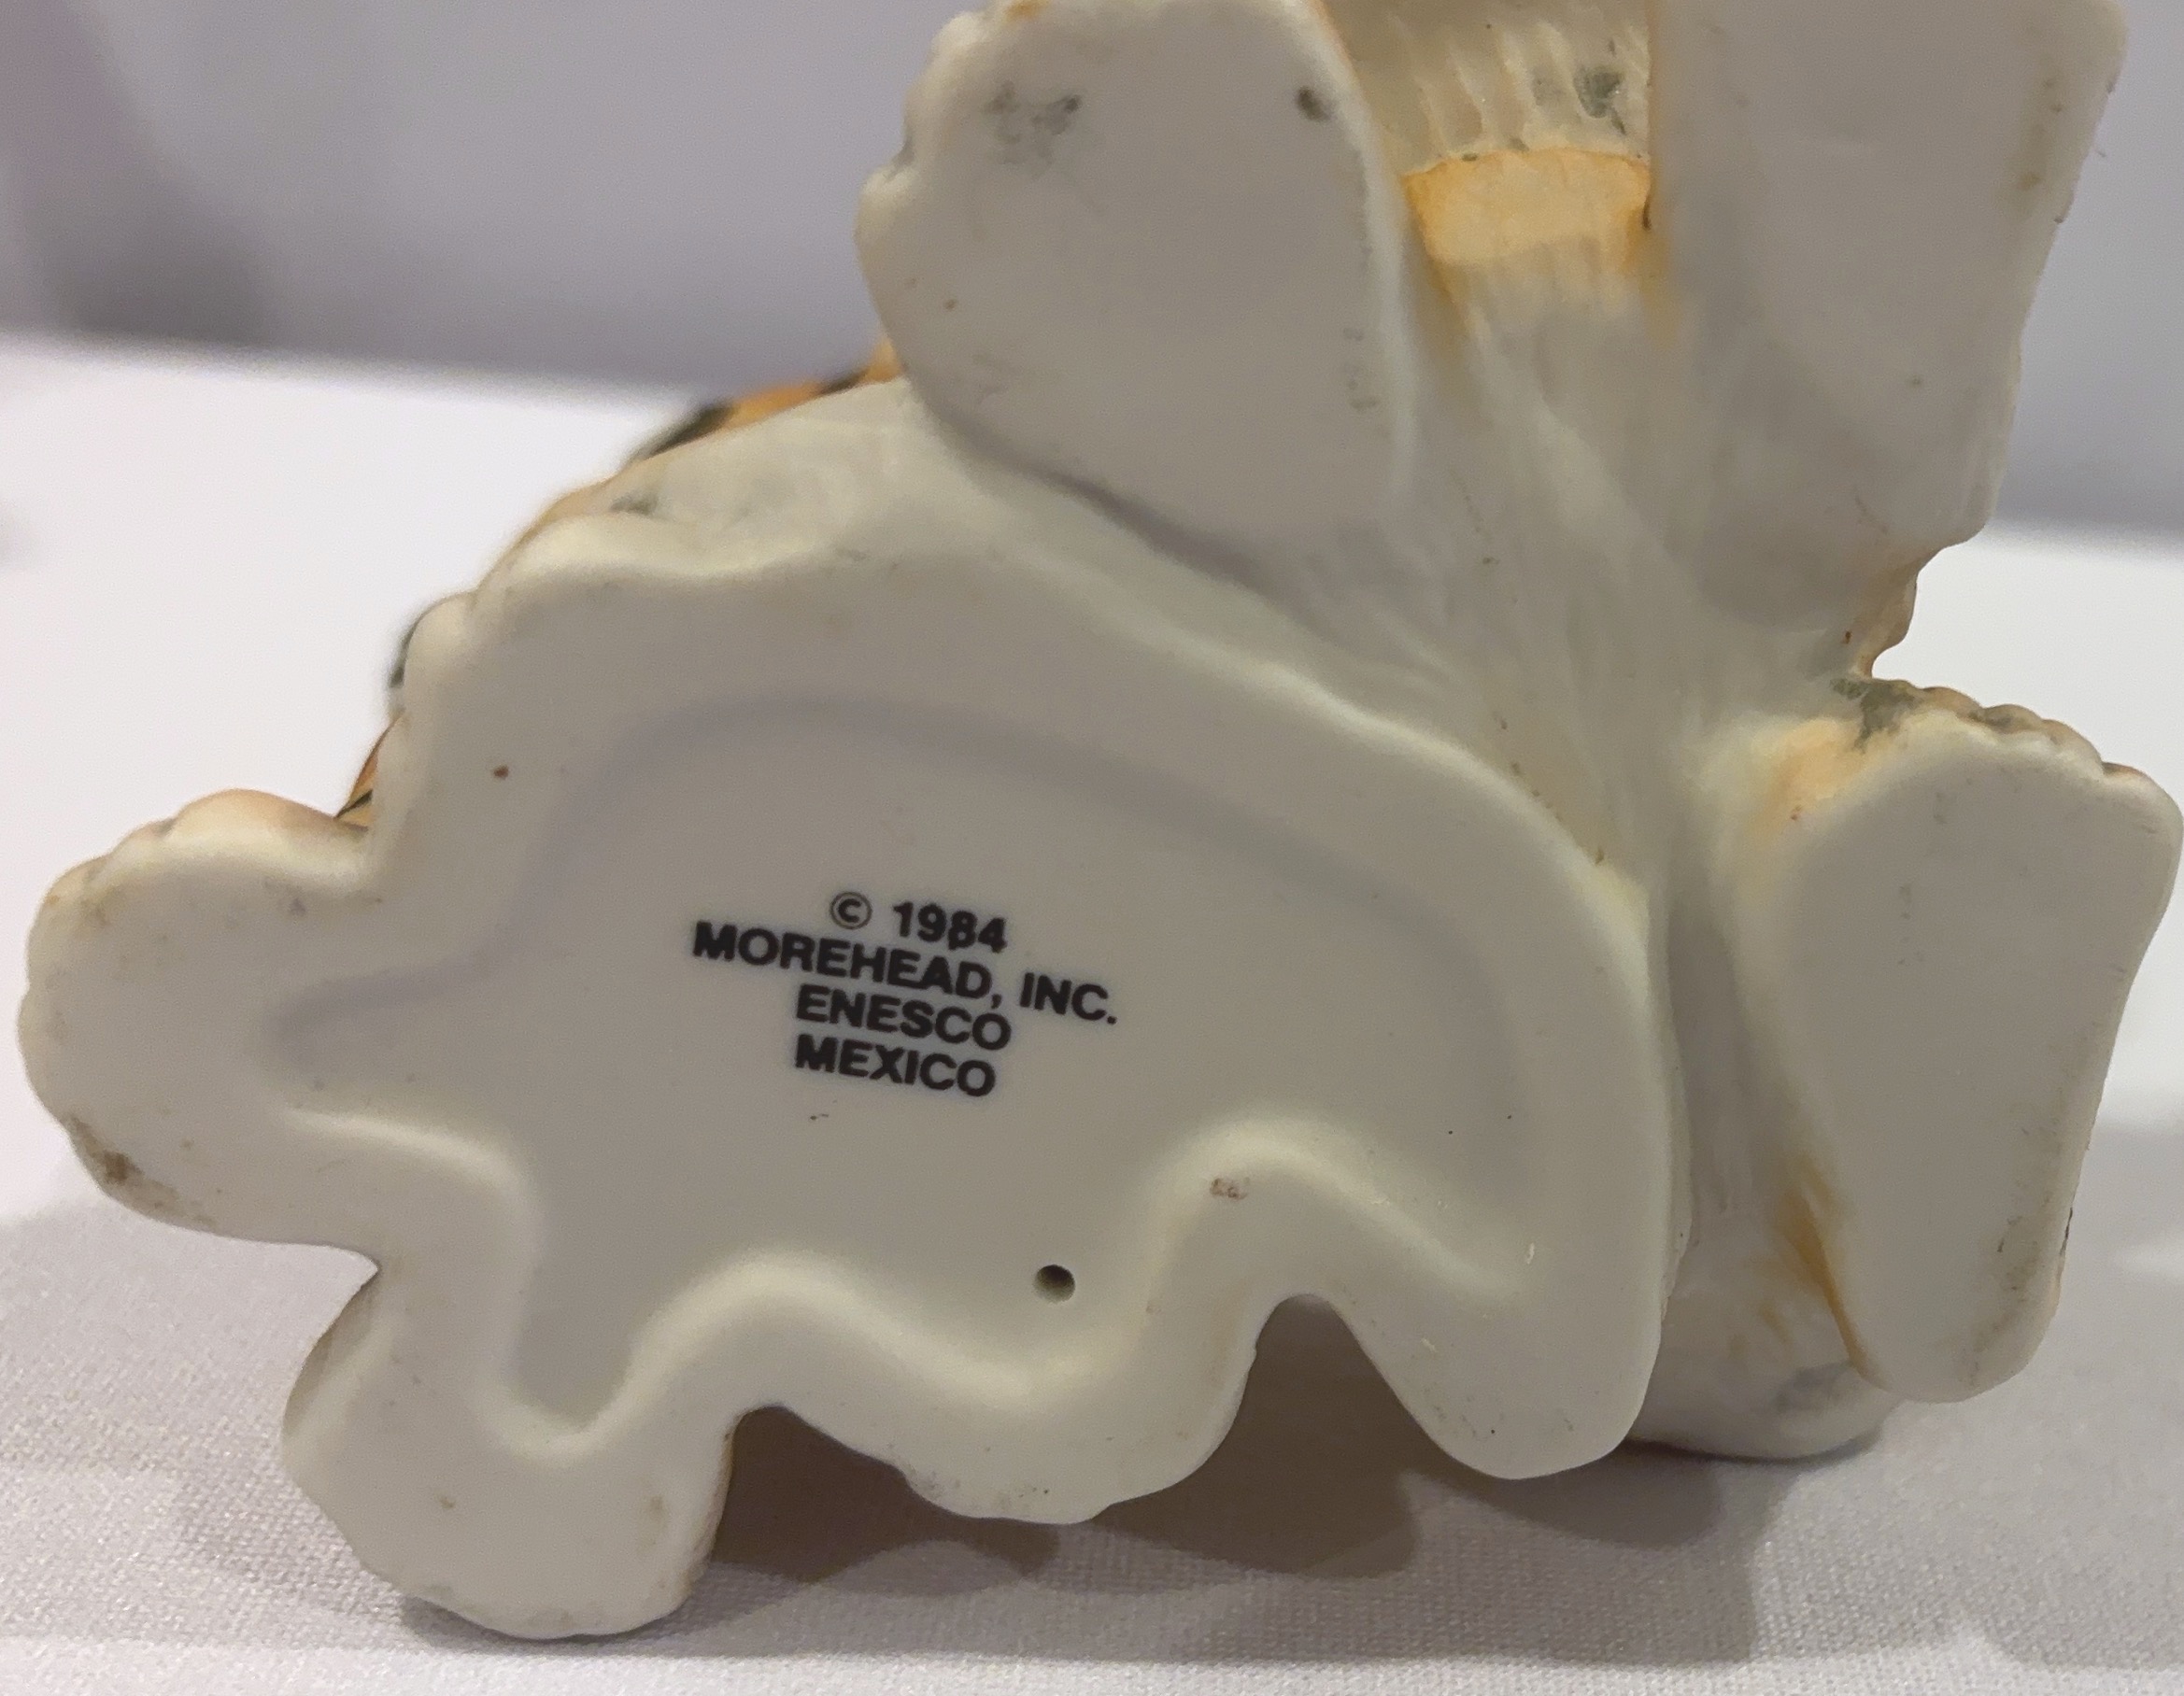 © 1984
MOREHEAD, INC.
ENESCO
MEXICO